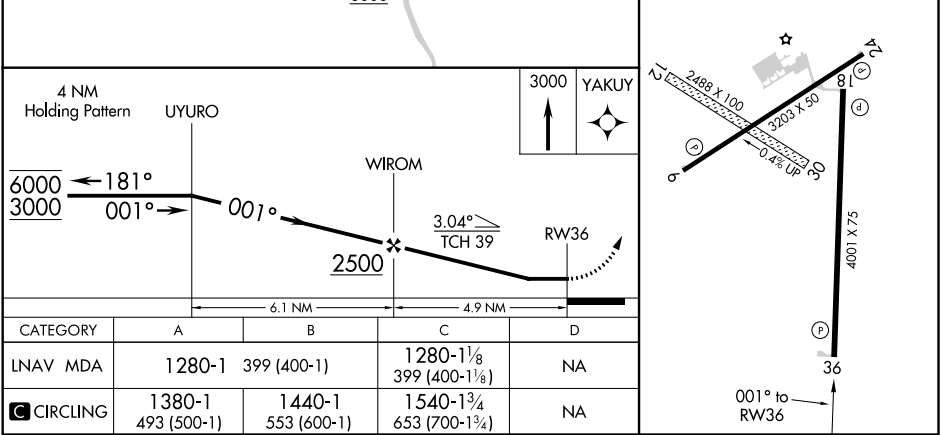 4 NM
Holding Pattern
UYURO
3000
YAKUY
WIROM
6000
181°
3000
001°
001°
3.04°
TCH 39
RW36
2500
6.1 NM
4.9 NM
CATEGORY A B C D
LNAV MDA 1280-1 399 (400-1) 1280-1⅛ 399 (400-1⅛) NA
C CIRCLING 1380-1 493 (500-1) 1440-1 553 (600-1) 1540-1¾ 653 (700-1¾) NA
12
2488 X 100
24
P
18
P
3203 X 50
P
0.4% UP
30
6
4001 X 75
P
36
001° to
RW36